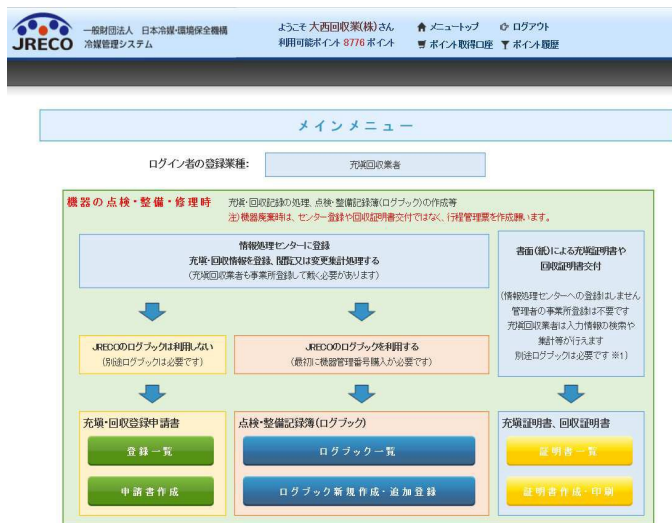 JRECO
一般財団法人 日本冷媒・環境保全機構
冷媒管理システム
ようこそ 大西回収業(株)さん
利用可能ポイント 8776 ポイント
メニュートップ ログアウト
ポイント取得口座 ポイント履歴
メインメニュー
ログイン者の登録業種: 充塡回収業者
機器の点検・整備・修理時 充塡・回収記録の処理、点検・整備記録簿(ログブック)の作成等
注)機器廃棄時は、センター登録や回収証明書交付ではなく、行程管理票を作成願います。
情報処理センターに登録
充塡・回収情報を登録、閲覧又は変更集計処理する
(充塡回収業者も事業所登録して戴く必要があります)
書面(紙)による充塡証明書や
回収証明書交付
(情報処理センターへの登録はしません
管理者の事業所登録は不要です
充塡回収業者は入力情報の検索や
集計等が行えます
別途ログブックは必要です ※1)
JRECOのログブックは利用しない
(別途ログブックは必要です)
JRECOのログブックを利用する
(最初に機器管理番号購入が必要です)
充塡・回収登録申請書
登録一覧
申請書作成
点検・整備記録簿(ログブック)
ログブック一覧
ログブック新規作成・追加登録
充塡証明書、回収証明書
証明書一覧
証明書作成・印刷